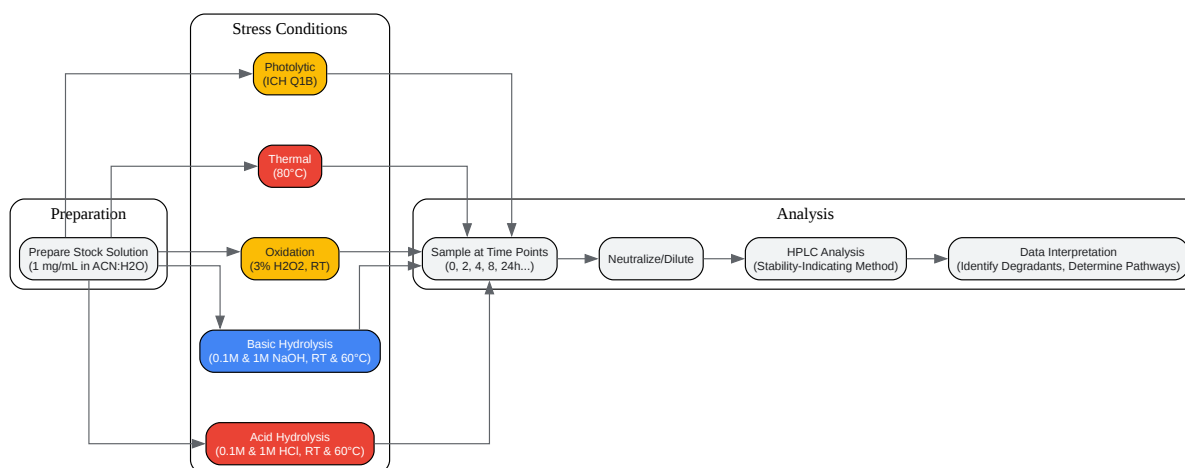 Stress Conditions
Photolytic
(ICH Q1B)
Thermal
(80°C)
Preparation
Prepare Stock Solution
(1 mg/mL in ACN:H2O)
Oxidation
(3% H2O2, RT)
Basic Hydrolysis
(0.1M & 1M NaOH, RT & 60°C)
Acid Hydrolysis
(0.1M & 1M HCl, RT & 60°C)
Analysis
Sample at Time Points
(0, 2, 4, 8, 24h...)
Neutralize/Dilute
HPLC Analysis
(Stability-Indicating Method)
Data Interpretation
(Identify Degradants, Determine Pathways)